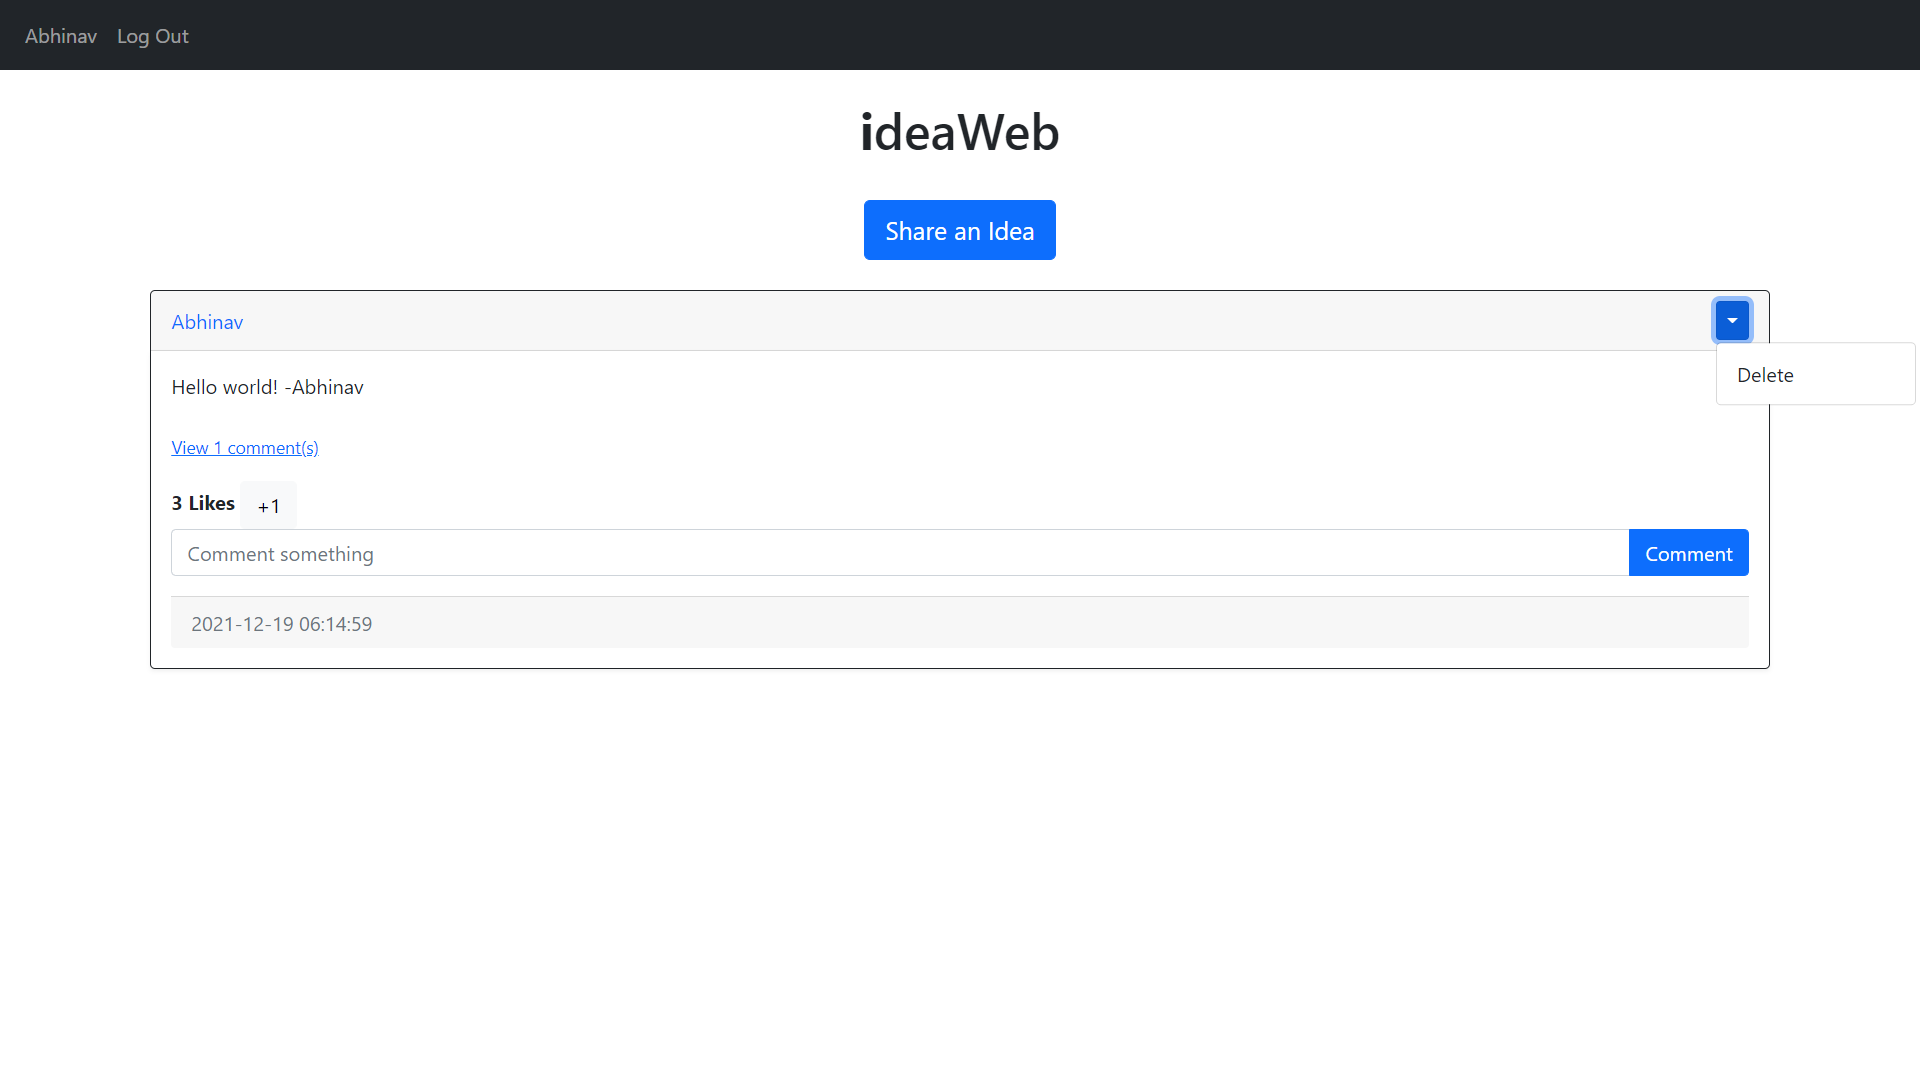 Abhinav Log Out
ideaWeb
Share an Idea
Abhinav
Delete
Hello world! -Abhinav
View 1 comment(s)
3 Likes +1
Comment something Comment
2021-12-19 06:14:59